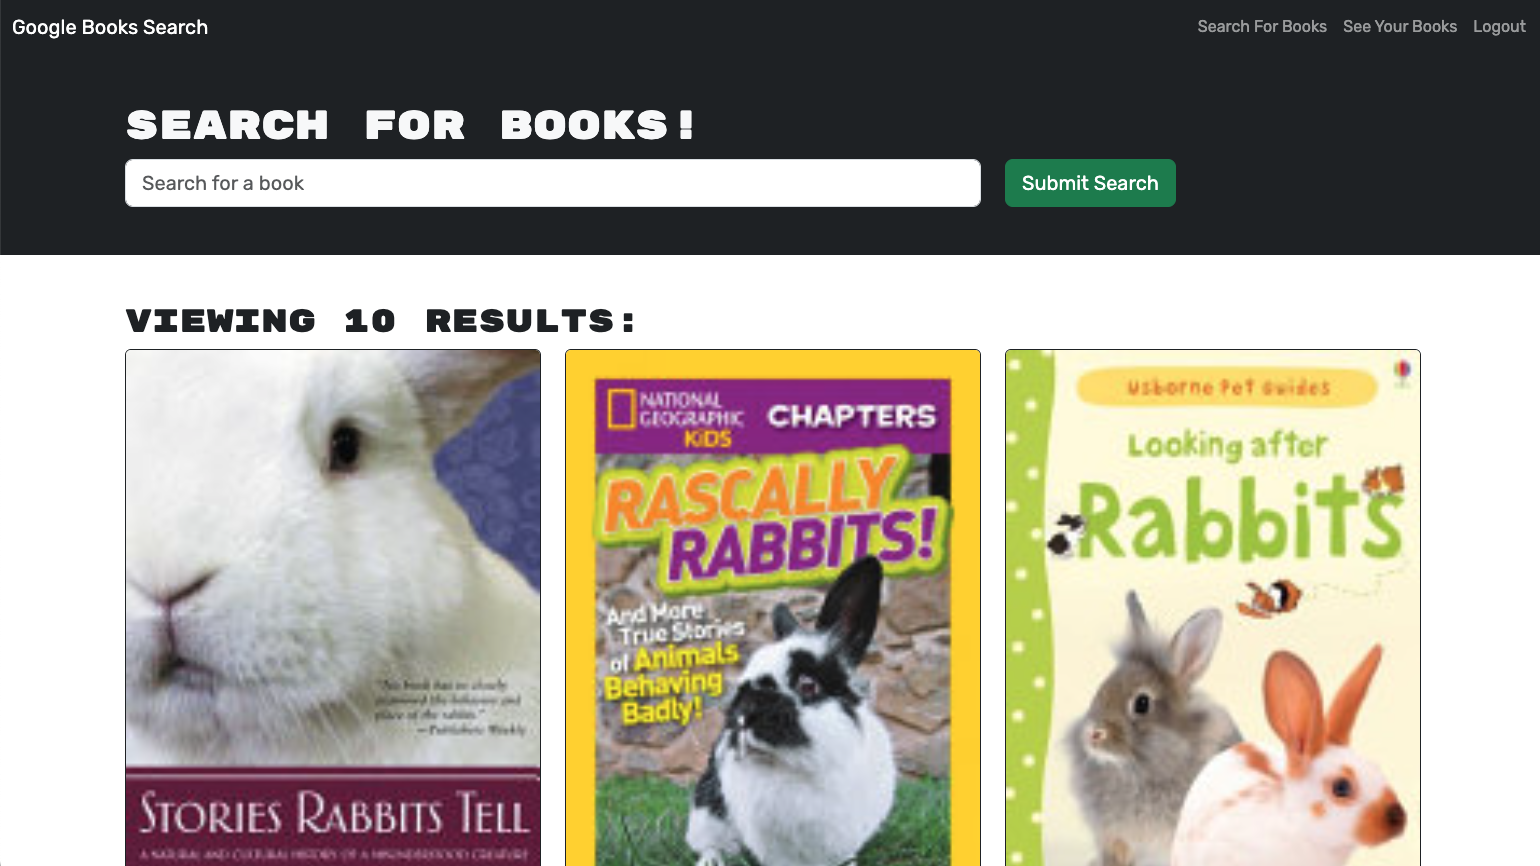 Google Books Search
Search For Books
See Your Books
Logout
SEARCH FOR BOOKS!
Search for a book
Submit Search
VIEWING 10 RESULTS:
"No book has so closely
examined the behavior and
place of the rabbit."
—Publishers Weekly
STORIES RABBITS TELL
A NATURAL AND CULTURAL HISTORY OF A MISUNDERSTOOD CREATURE
NATIONAL
GEOGRAPHIC
KiDS
CHAPTERS
RASCALLY
RABBITS!
And More
True Stories
of Animals
Behaving
Badly!
Usborne Pet Guides
Looking after
Rabbits